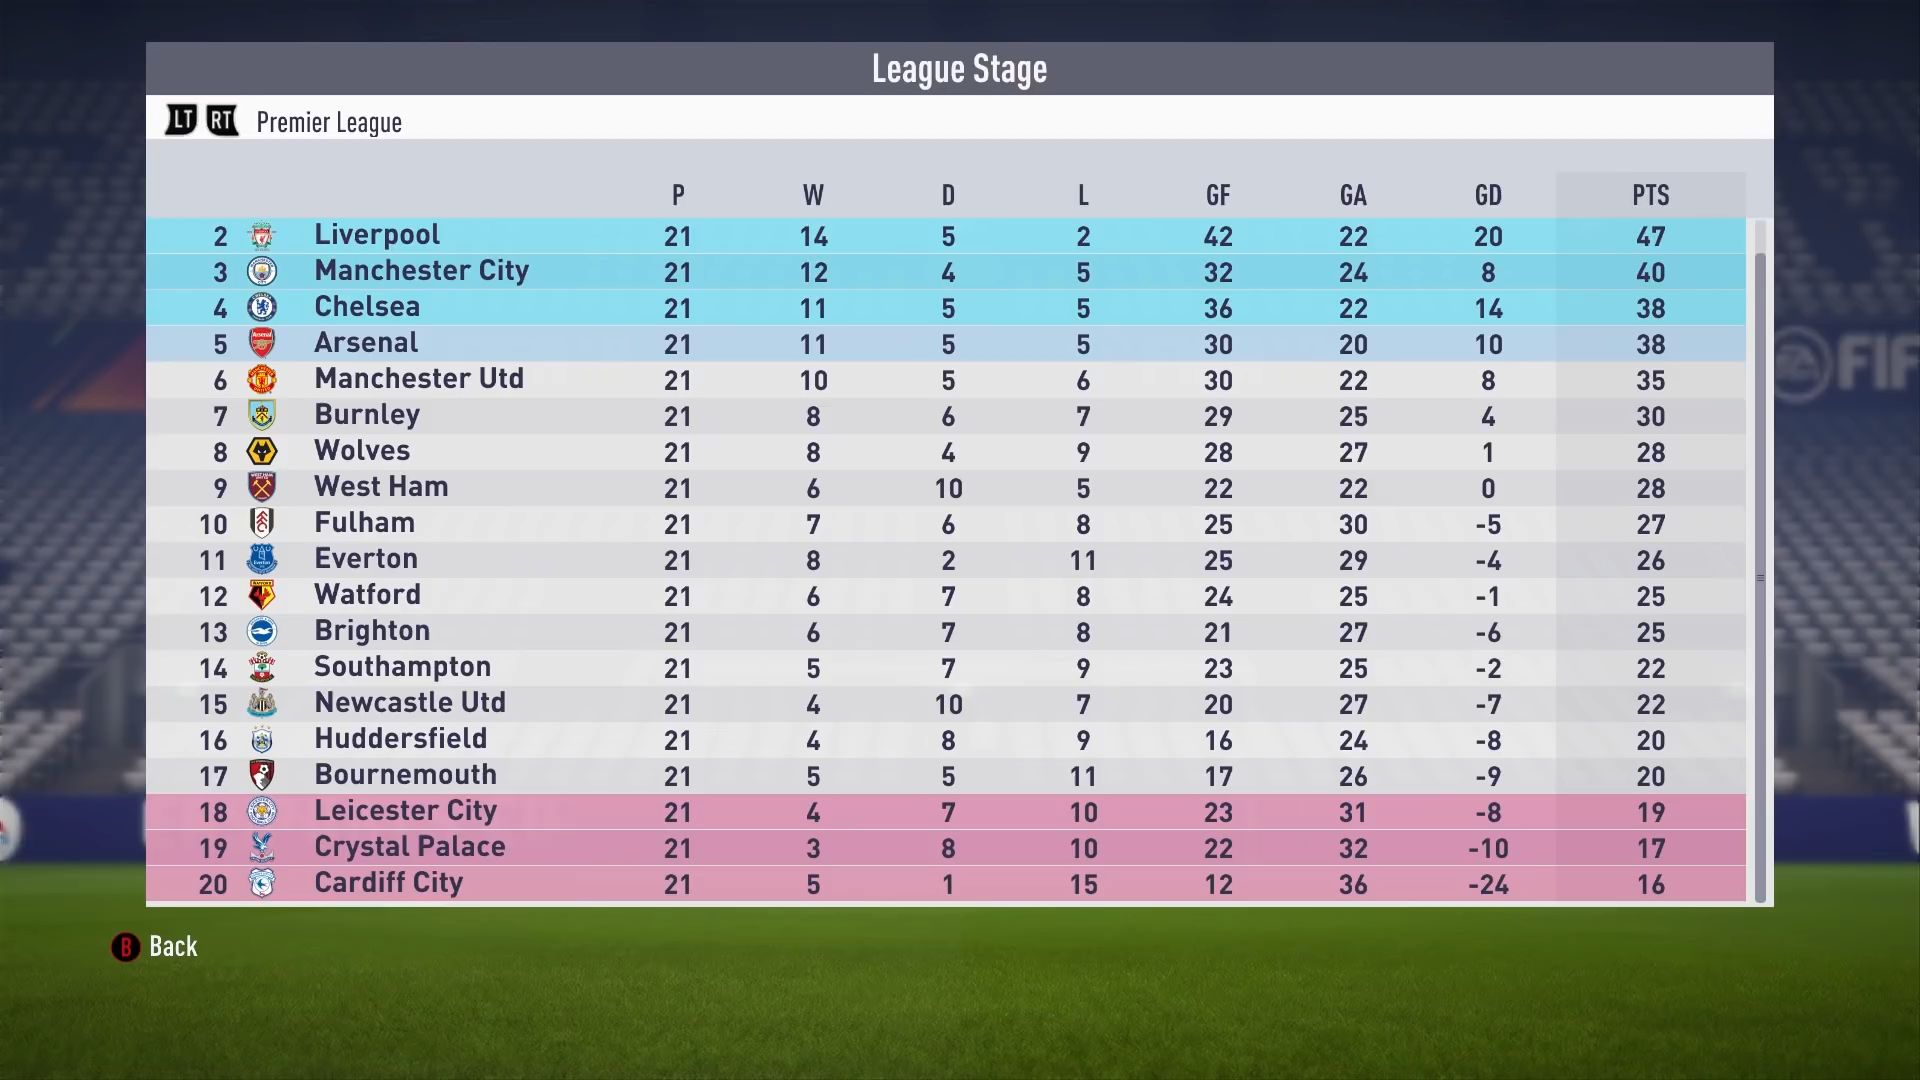 League Stage
LT RT Premier League
P W D L GF GA GD PTS
2 Liverpool 21 14 5 2 42 22 20 47
3 Manchester City 21 12 4 5 32 24 8 40
4 Chelsea 21 11 5 5 36 22 14 38
5 Arsenal 21 11 5 5 30 20 10 38
6 Manchester Utd 21 10 5 6 30 22 8 35
7 Burnley 21 8 6 7 29 25 4 30
8 Wolves 21 8 4 9 28 27 1 28
9 West Ham 21 6 10 5 22 22 0 28
10 Fulham 21 7 6 8 25 30 -5 27
11 Everton 21 8 2 11 25 29 -4 26
12 Watford 21 6 7 8 24 25 -1 25
13 Brighton 21 6 7 8 21 27 -6 25
14 Southampton 21 5 7 9 23 25 -2 22
15 Newcastle Utd 21 4 10 7 20 27 -7 22
16 Huddersfield 21 4 8 9 16 24 -8 20
17 Bournemouth 21 5 5 11 17 26 -9 20
18 Leicester City 21 4 7 10 23 31 -8 19
19 Crystal Palace 21 3 8 10 22 32 -10 17
20 Cardiff City 21 5 1 15 12 36 -24 16
EA FIF
B Back